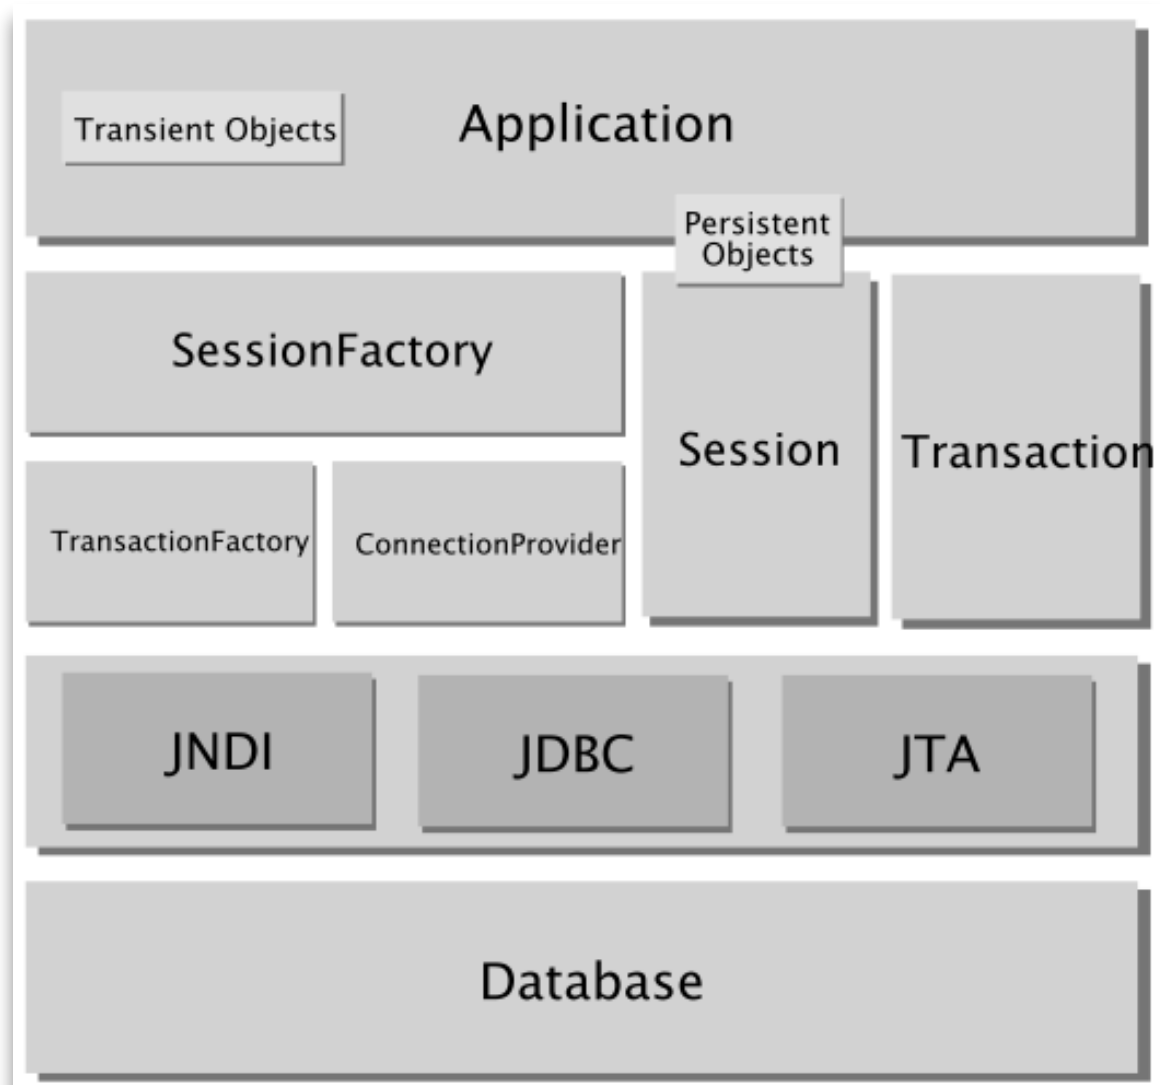 Transient Objects
Application
Persistent
Objects
SessionFactory
Session
Transaction
TransactionFactory
ConnectionProvider
JNDI
JDBC
JTA
Database